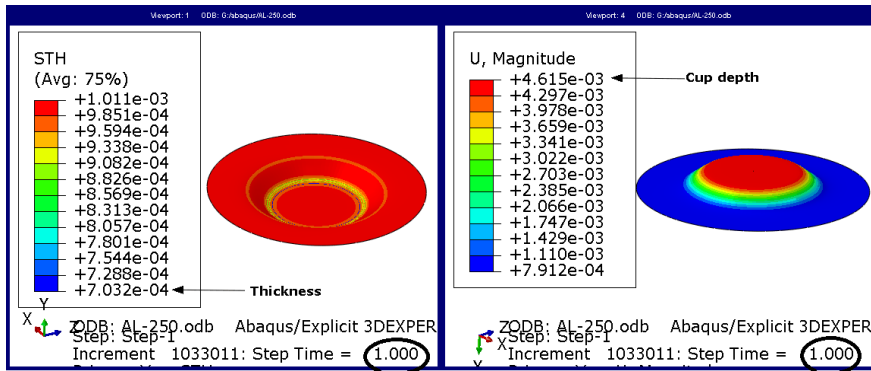 Viewport: 1 ODB: G:/abaqus/AL-250.odb
STH
(Avg: 75%)
+1.011e-03
+9.851e-04
+9.594e-04
+9.338e-04
+9.082e-04
+8.826e-04
+8.569e-04
+8.313e-04
+8.057e-04
+7.801e-04
+7.544e-04
+7.288e-04
+7.032e-04
Thickness
Y
X
Z
ODB: AL-250.odb Abaqus/Explicit 3DEXPER
Step: Step-1
Increment 1033011: Step Time = 1.000
Viewport: 4 ODB: G:/abaqus/AL-250.odb
U, Magnitude
+4.615e-03
+4.297e-03
+3.978e-03
+3.659e-03
+3.341e-03
+3.022e-03
+2.703e-03
+2.385e-03
+2.066e-03
+1.747e-03
+1.429e-03
+1.110e-03
+7.912e-04
Cup depth
Z
X
Y
ODB: AL-250.odb Abaqus/Explicit 3DEXPER
Step: Step-1
Increment 1033011: Step Time = 1.000